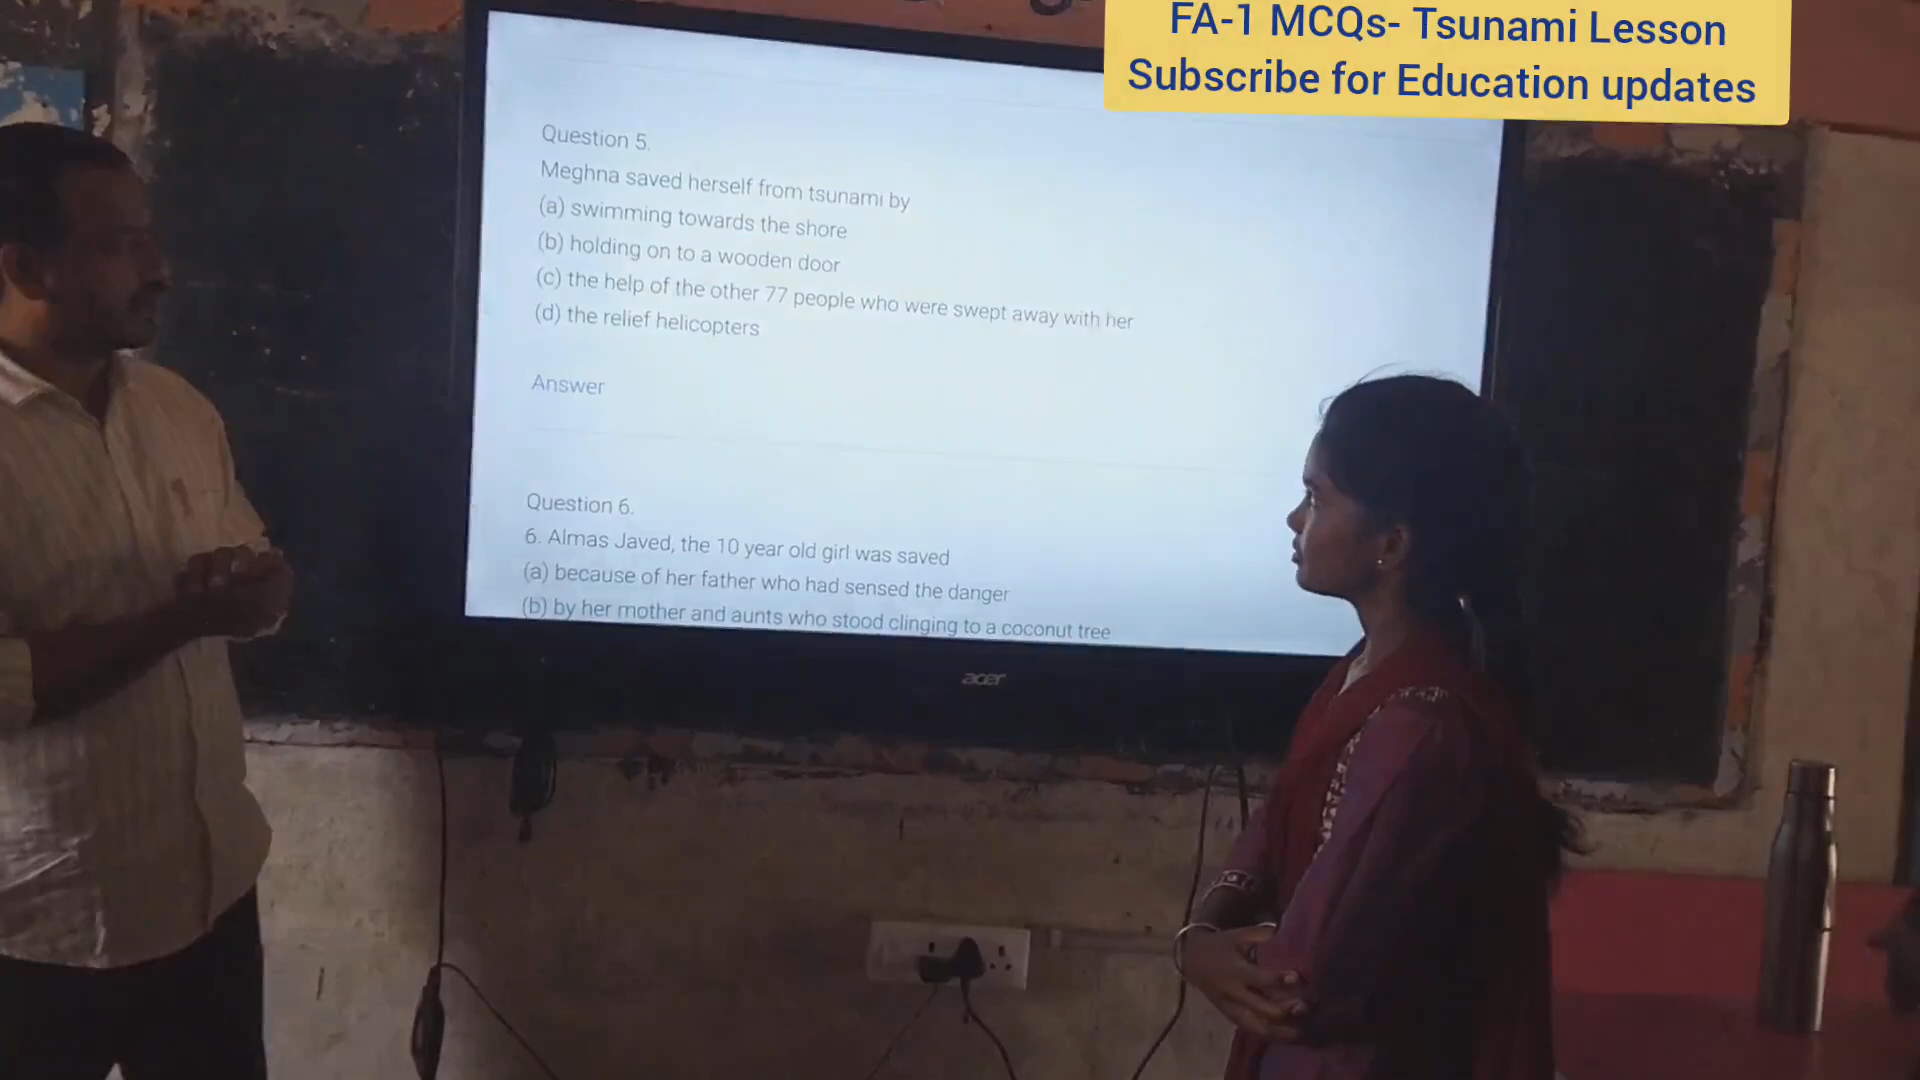 FA-1 MCQs- Tsunami Lesson
Subscribe for Education updates
Question 5.
Meghna saved herself from tsunami by
(a) swimming towards the shore
(b) holding on to a wooden door
(c) the help of the other 77 people who were swept away with her
(d) the relief helicopters
Answer
Question 6.
6. Almas Javed, the 10 year old girl was saved
(a) because of her father who had sensed the danger
(b) by her mother and aunts who stood clinging to a coconut tree
acer